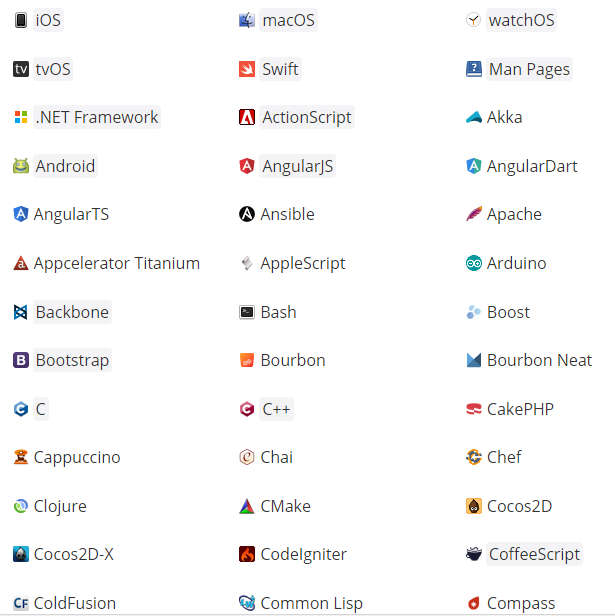 iOS macOS watchOS
tv tvOS Swift ? Man Pages
.NET Framework ActionScript Akka
Android AngularJS AngularDart
AngularTS Ansible Apache
Appcelerator Titanium AppleScript Arduino
Backbone Bash Boost
B Bootstrap Bourbon Bourbon Neat
C C C C++ CakePHP
Cappuccino Chai Chef
Clojure CMake Cocos2D
Cocos2D-X CodeIgniter CoffeeScript
CF ColdFusion Common Lisp Compass